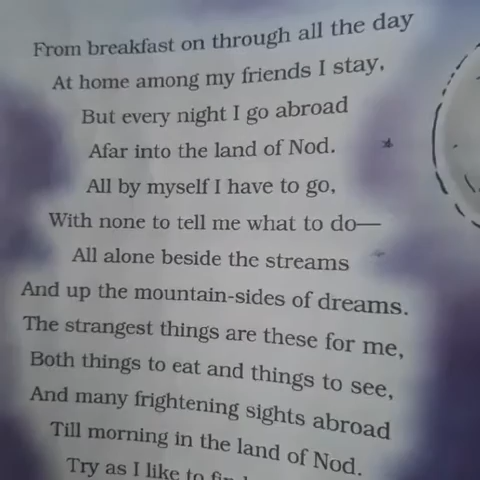 From breakfast on through all the day
At home among my friends I stay,
But every night I go abroad
Afar into the land of Nod.
All by myself I have to go,
With none to tell me what to do—
All alone beside the streams
And up the mountain-sides of dreams.
The strangest things are these for me,
Both things to eat and things to see,
And many frightening sights abroad
Till morning in the land of Nod.
Try as I like to find